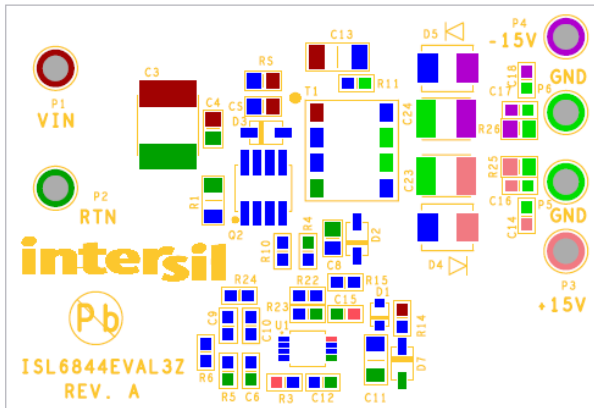 P4
D5
-15V
C13
RS
C3
C18
GND
P1
VIN
T1
R11
C17
P6
CS
C4
C24
R26
D3
P2
RTN
R1
C23
R25
C16
P5
GND
C14
Q2
R4
D2
R10
C8
D4
P3
+15V
intersil
R24
R22
R15
R23
C15
D1
C9
C10
U1
R14
Pb
R6
D7
ISL6844EVAL3Z
R5
C6
R3
C12
C11
REV. A